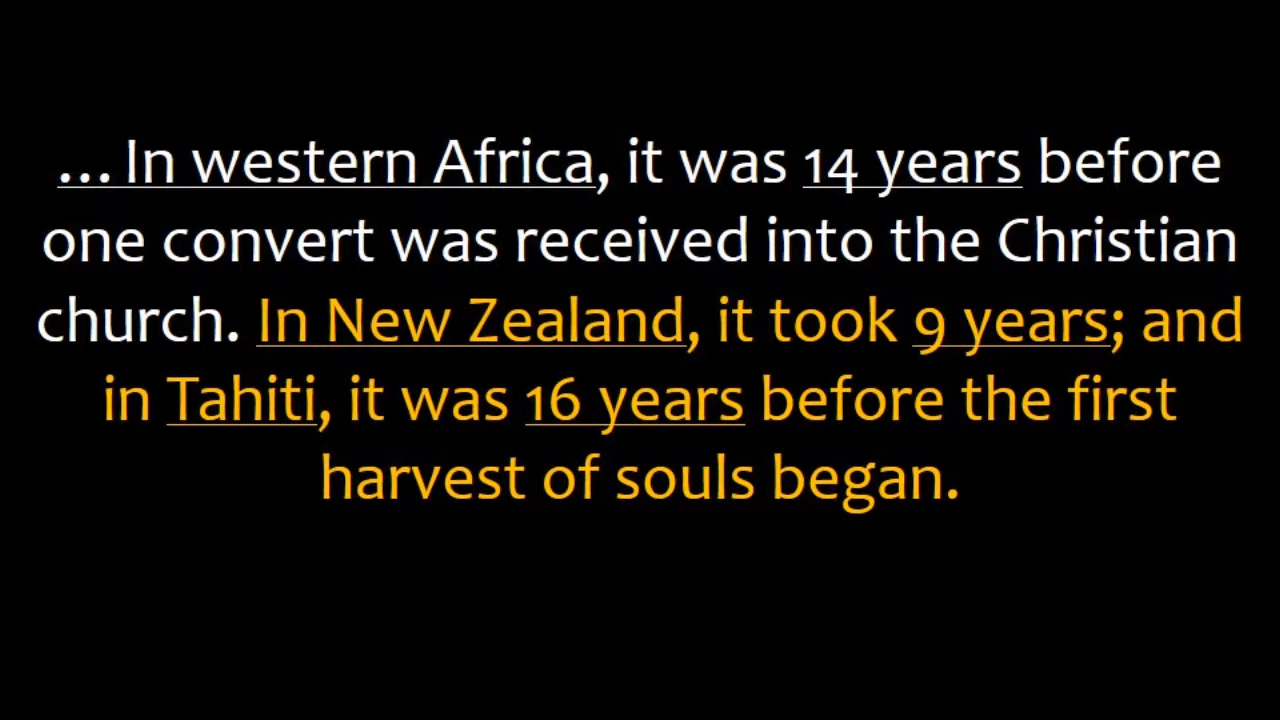 ...In western Africa, it was 14 years before
one convert was received into the Christian
church. In New Zealand, it took 9 years; and
in Tahiti, it was 16 years before the first
harvest of souls began.